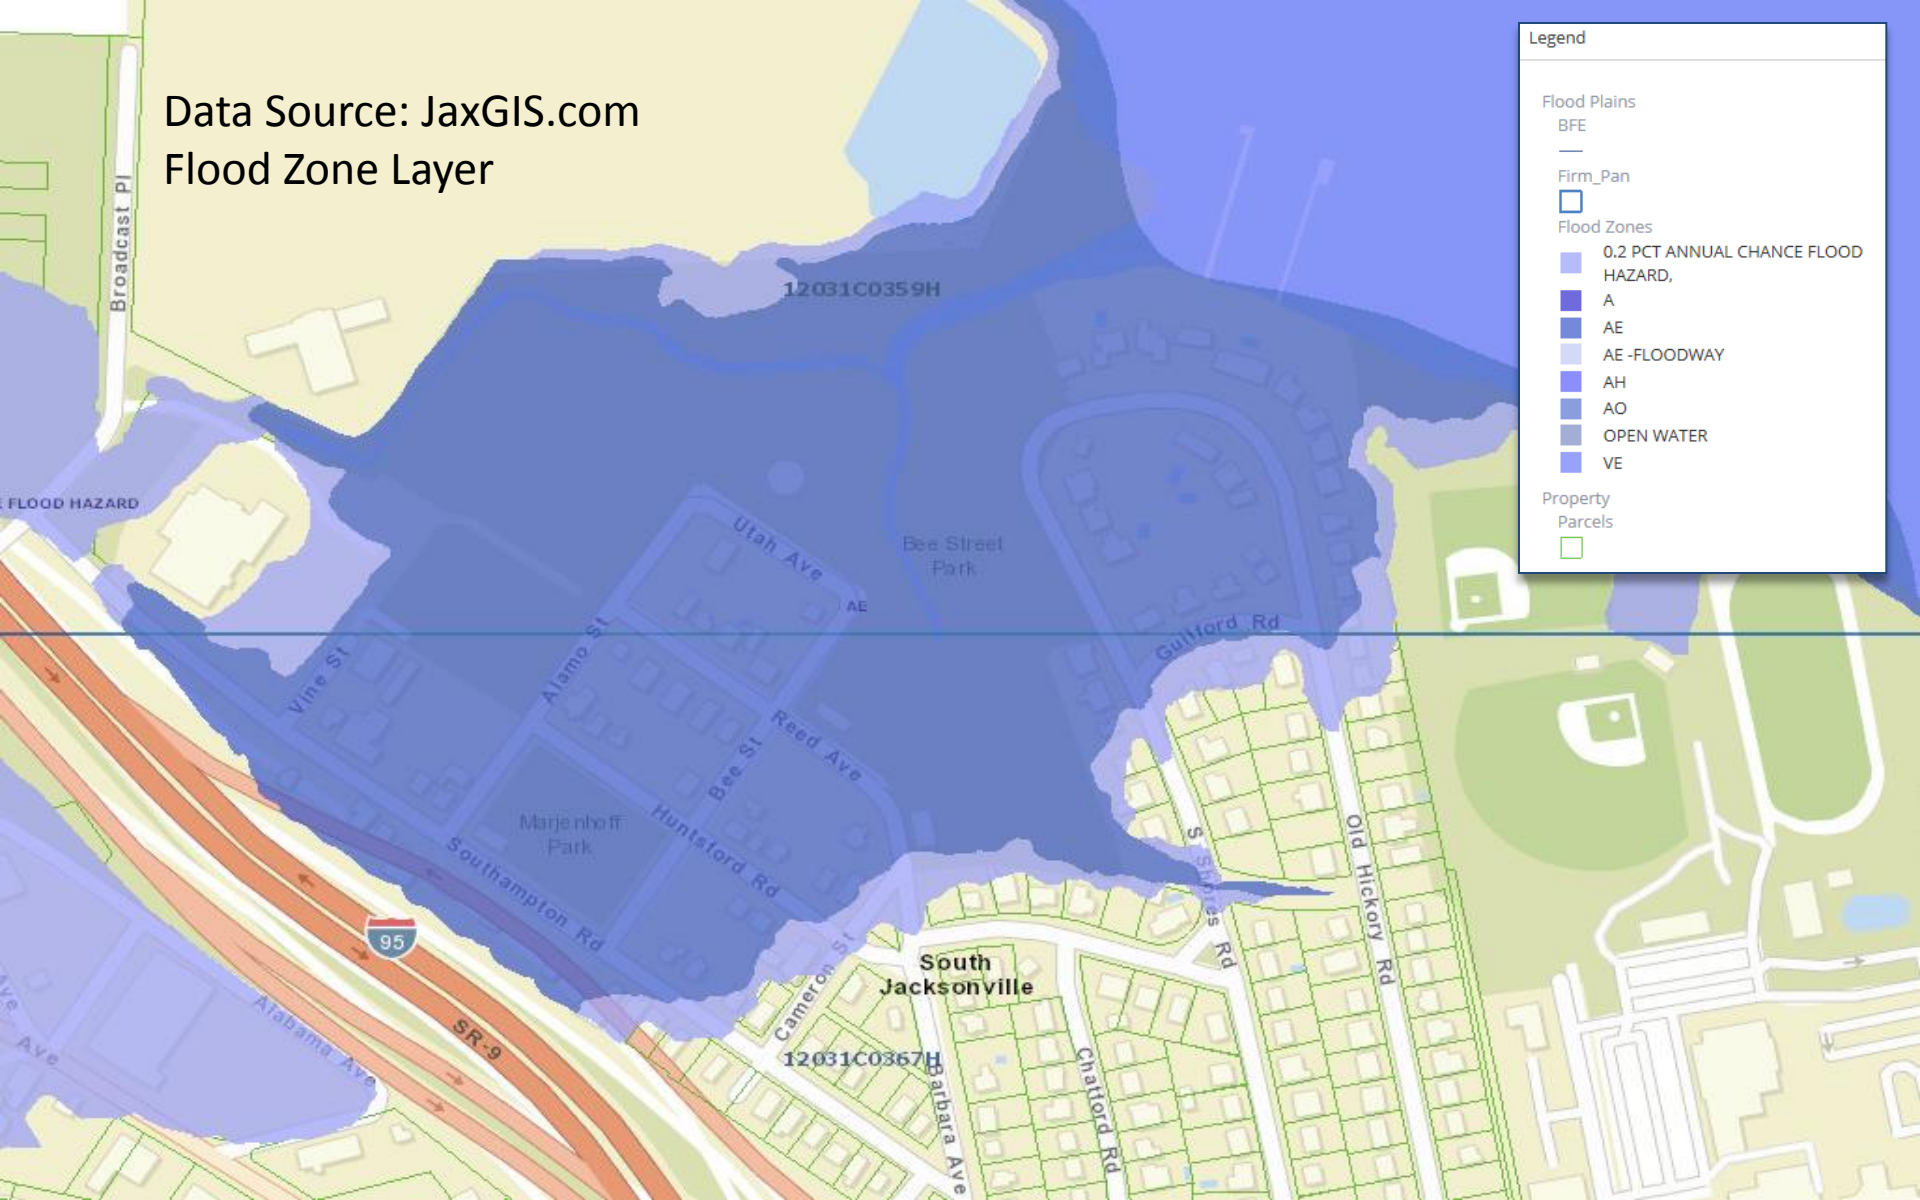 Data Source: JaxGIS.com
Flood Zone Layer
Legend
Flood Plains
BFE
Firm_Pan
Flood Zones
0.2 PCT ANNUAL CHANCE FLOOD
HAZARD,
A
AE
AE -FLOODWAY
AH
AO
OPEN WATER
VE
Property
Parcels
Broadcast Pl
12031C0359H
FLOOD HAZARD
Utah Ave
Bee Street
Park
AE
Guilford Rd
Alamo St
Vine St
Reed Ave
Bee St
Marjenhoff
Park
Huntsford Rd
Southampton Rd
S Shores Rd
Old Hickory Rd
95
Cameron St
South
Jacksonville
SR-9
Alabama Ave
Ave
Ave
12031C0367H
Barbara Ave
Chatford Rd